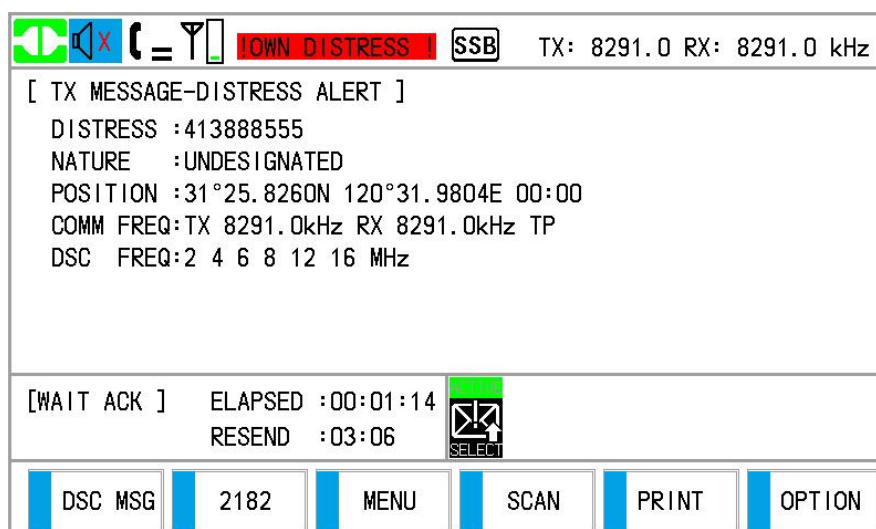 !OWN DISTRESS ! SSB TX: 8291.0 RX: 8291.0 kHz
[ TX MESSAGE-DISTRESS ALERT ]
DISTRESS :413888555
NATURE :UNDESIGNATED
POSITION :31°25.8260N 120°31.9804E 00:00
COMM FREQ:TX 8291.0kHz RX 8291.0kHz TP
DSC FREQ:2 4 6 8 12 16 MHz
ACTIVE
[WAIT ACK ] ELAPSED :00:01:14
RESEND :03:06
SELECT
DSC MSG 2182 MENU SCAN PRINT OPTION